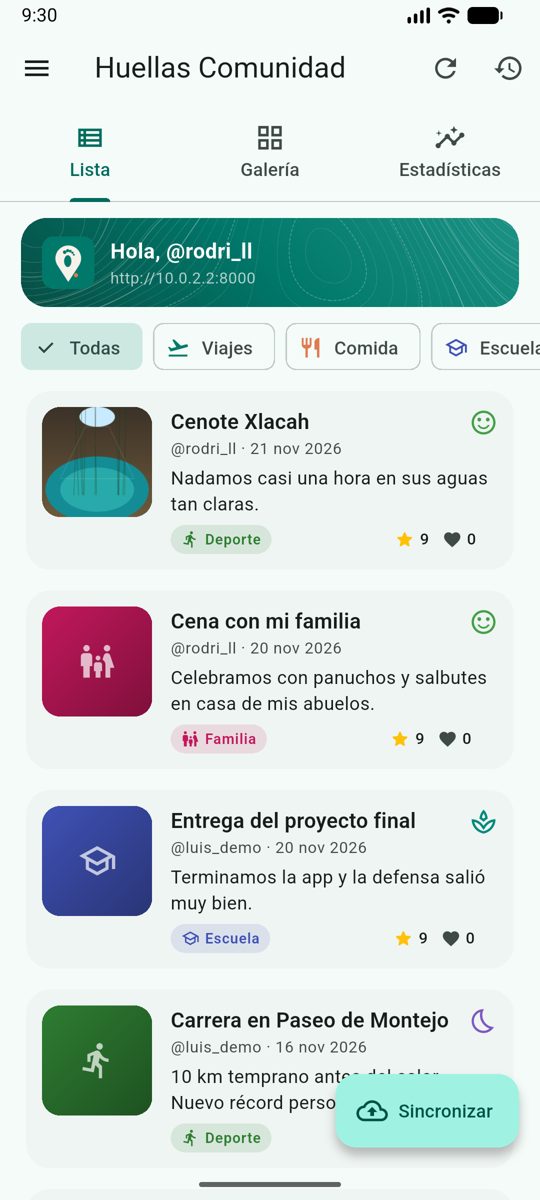 9:30
Huellas Comunidad
Lista
Galería
Estadísticas
Hola, @rodri_ll
http://10.0.2.2:8000
Todas
Viajes
Comida
Escuela
Cenote Xlacah
@rodri_ll · 21 nov 2026
Nadamos casi una hora en sus aguas
tan claras.
Deporte
9
0
Cena con mi familia
@rodri_ll · 20 nov 2026
Celebramos con panuchos y salbutes
en casa de mis abuelos.
Familia
9
0
Entrega del proyecto final
@luis_demo · 20 nov 2026
Terminamos la app y la defensa salió
muy bien.
Escuela
9
0
Carrera en Paseo de Montejo
@luis_demo · 16 nov 2026
10 km temprano antes del calor.
Nuevo récord perso
Sincronizar
Deporte